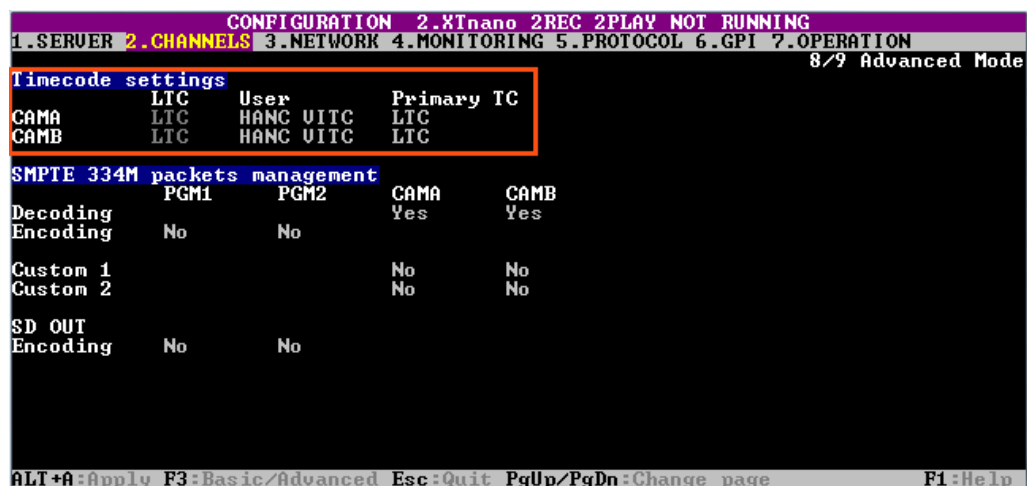 CONFIGURATION 2.XTnano 2REC 2PLAY NOT RUNNING
1.SERVER 2.CHANNELS 3.NETWORK 4.MONITORING 5.PROTOCOL 6.GPI 7.OPERATION
8/9 Advanced Mode
Timecode settings
LTC User Primary TC
CAMA LTC HANC VITC LTC
CAMB LTC HANC VITC LTC
SMPTE 334M packets management
PGM1 PGM2 CAMA CAMB
Decoding Yes Yes
Encoding No No
Custom 1 No No
Custom 2 No No
SD OUT
Encoding No No
ALT+A:Apply F3:Basic/Advanced Esc:Quit PgUp/PgDn:Change page F1:Help